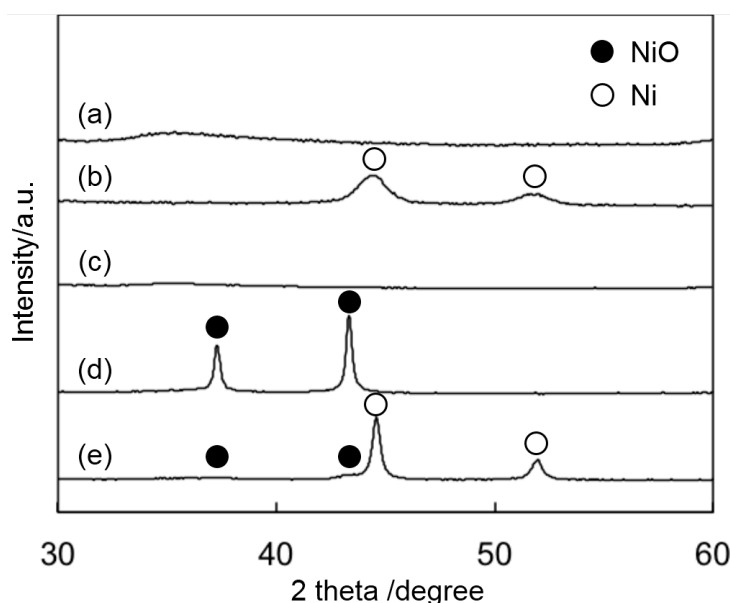 NiO
Ni
(a)
(b)
(c)
(d)
(e)
Intensity/a.u.
30 40 50 60
2 theta /degree